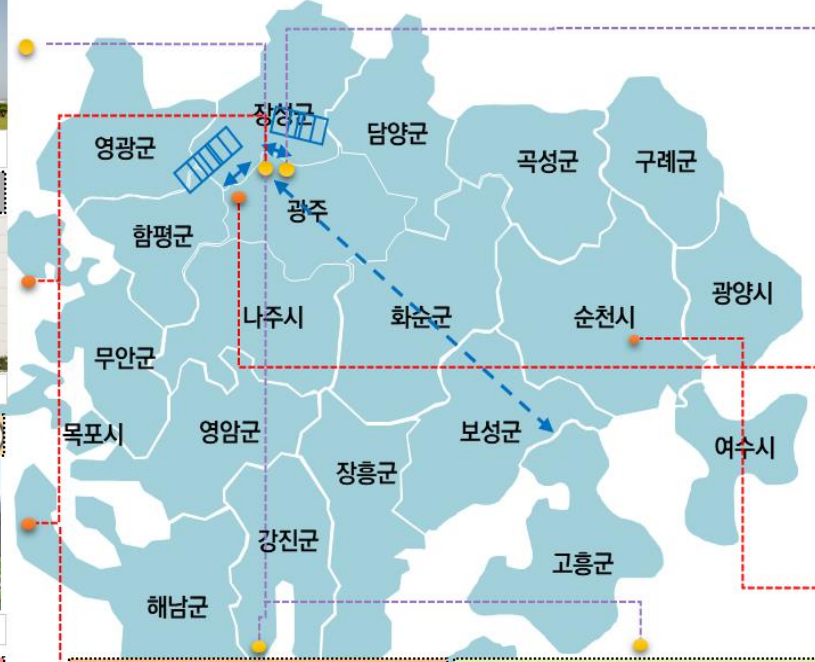 장성군
담양군
영광군
곡성군
구례군
광주
함평군
광양시
나주시
화순군
순천시
무안군
목포시
영암군
보성군
여수시
장흥군
강진군
고흥군
해남군